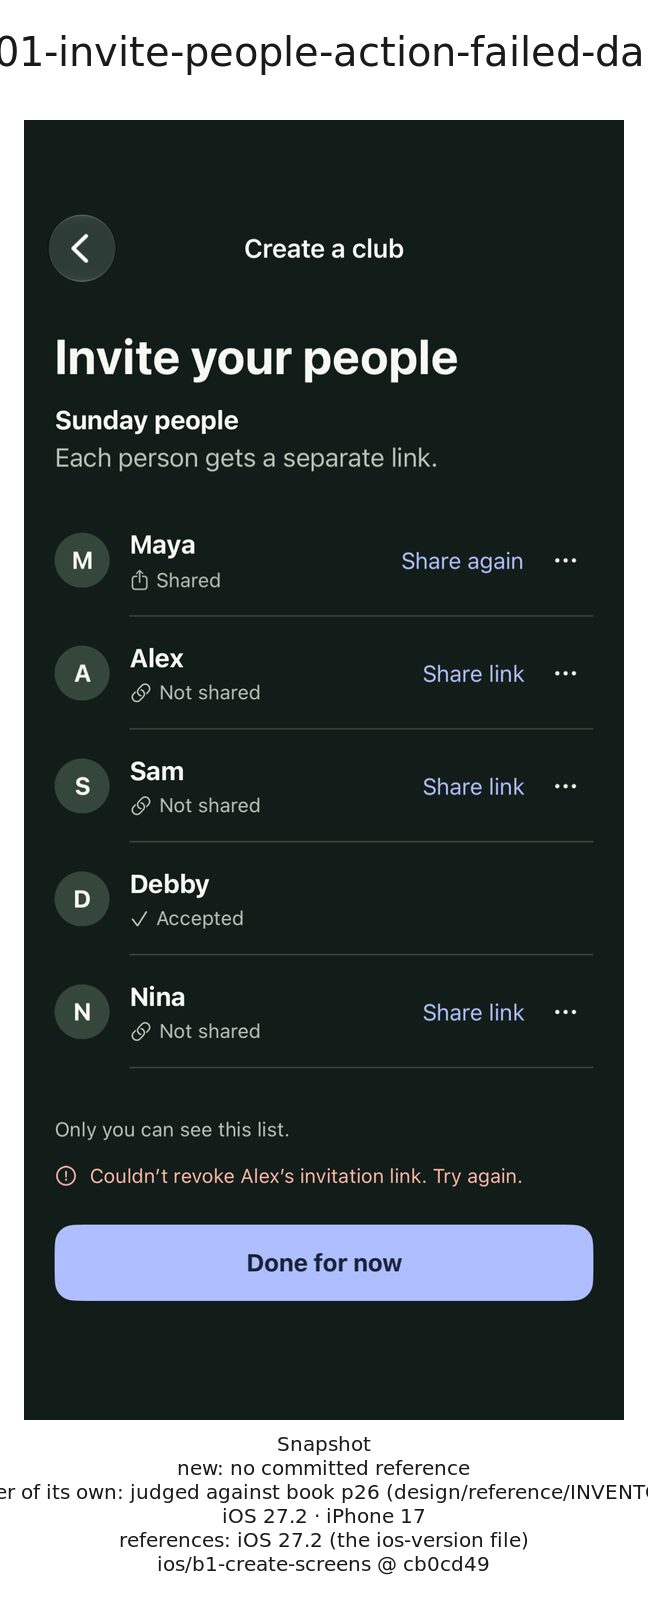 01-invite-people-action-failed-da
Create a club
Invite your people
Sunday people
Each person gets a separate link.
M
Maya
Shared
Share again
A
Alex
Not shared
Share link
S
Sam
Not shared
Share link
D
Debby
Accepted
N
Nina
Not shared
Share link
Only you can see this list.
Couldn’t revoke Alex’s invitation link. Try again.
Done for now
Snapshot
new: no committed reference
er of its own: judged against book p26 (design/reference/INVENTO
iOS 27.2 · iPhone 17
references: iOS 27.2 (the ios-version file)
ios/b1-create-screens @ cb0cd49